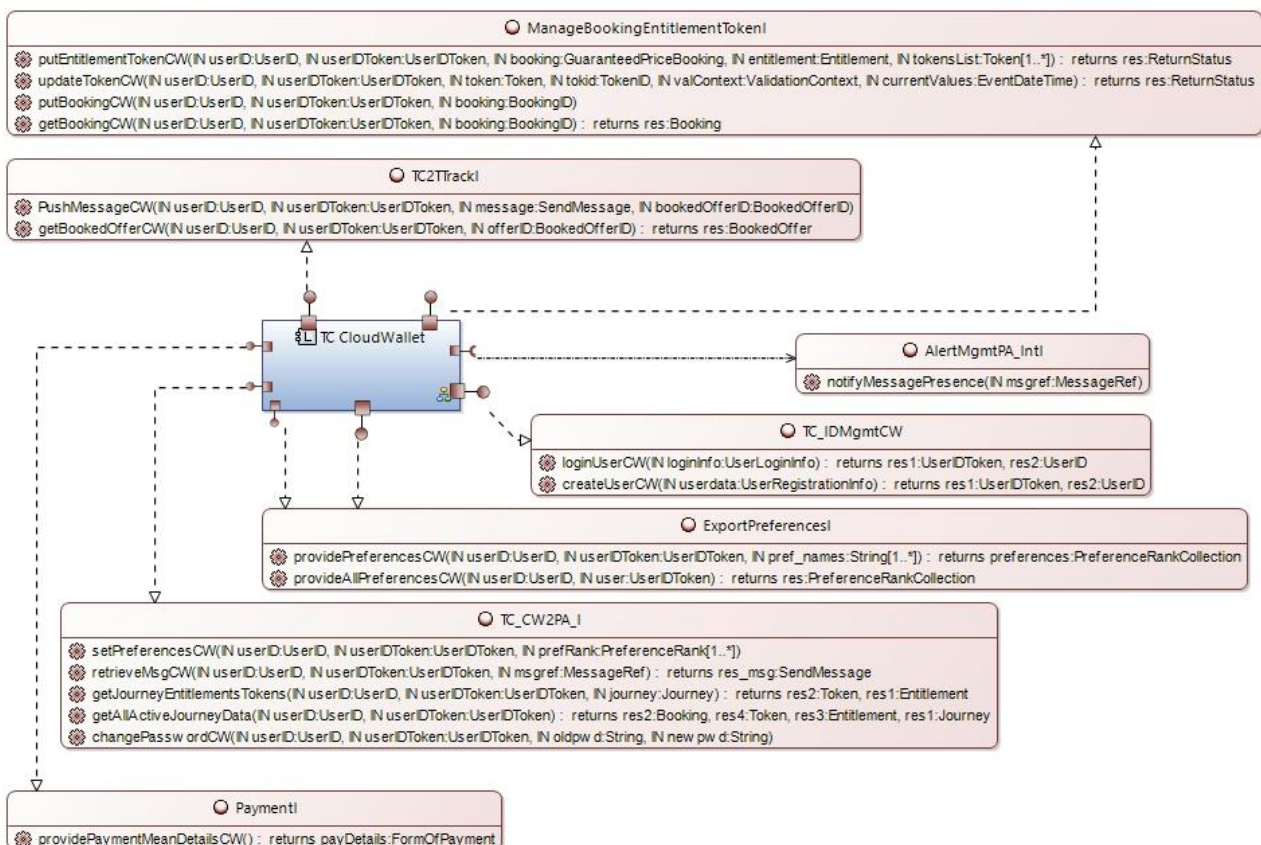 ManageBookingEntitlementTokenI
putEntitlementTokenCW(IN userID:UserID, IN userIDToken:UserIDToken, IN booking:GuaranteedPriceBooking, IN entitlement:Entitlement, IN tokensList:Token[1..*]) : returns res:ReturnStatus
updateTokenCW(IN userID:UserID, IN userIDToken:UserIDToken, IN token:Token, IN tokid:TokenID, IN valContext:ValidationContext, IN currentValues:EventDateTime) : returns res:ReturnStatus
putBookingCW(IN userID:UserID, IN userIDToken:UserIDToken, IN booking:BookingID)
getBookingCW(IN userID:UserID, IN userIDToken:UserIDToken, IN booking:BookingID) : returns res:Booking
TC2TTrackI
PushMessageCW(IN userID:UserID, IN userIDToken:UserIDToken, IN message:SendMessage, IN bookedOfferID:BookedOfferID)
getBookedOfferCW(IN userID:UserID, IN userIDToken:UserIDToken, IN offerID:BookedOfferID) : returns res:BookedOffer
L TC CloudWallet
AlertMgmtPA_IntI
notifyMessagePresence(IN msgref:MessageRef)
TC_IDMgmtCW
loginUserCW(IN loginInfo:UserLoginInfo) : returns res1:UserIDToken, res2:UserID
createUserCW(IN userdata:UserRegistrationInfo) : returns res1:UserIDToken, res2:UserID
ExportPreferencesI
providePreferencesCW(IN userID:UserID, IN userIDToken:UserIDToken, IN pref_names:String[1..*]) : returns preferences:PreferenceRankCollection
provideAllPreferencesCW(IN userID:UserID, IN user:UserIDToken) : returns res:PreferenceRankCollection
TC_CW2PA_I
setPreferencesCW(IN userID:UserID, IN userIDToken:UserIDToken, IN prefRank:PreferenceRank[1..*])
retrieveMsgCW(IN userID:UserID, IN userIDToken:UserIDToken, IN msgref:MessageRef) : returns res_msg:SendMessage
getJourneyEntitlementsTokens(IN userID:UserID, IN userIDToken:UserIDToken, IN journey:Journey) : returns res2:Token, res1:Entitlement
getAllActiveJourneyData(IN userID:UserID, IN userIDToken:UserIDToken) : returns res2:Booking, res4:Token, res3:Entitlement, res1:Journey
changePassw ordCW(IN userID:UserID, IN userIDToken:UserIDToken, IN oldpw d:String, IN new pw d:String)
PaymentI
providePaymentMeanDetailsCW() : returns payDetails:FormOfPayment